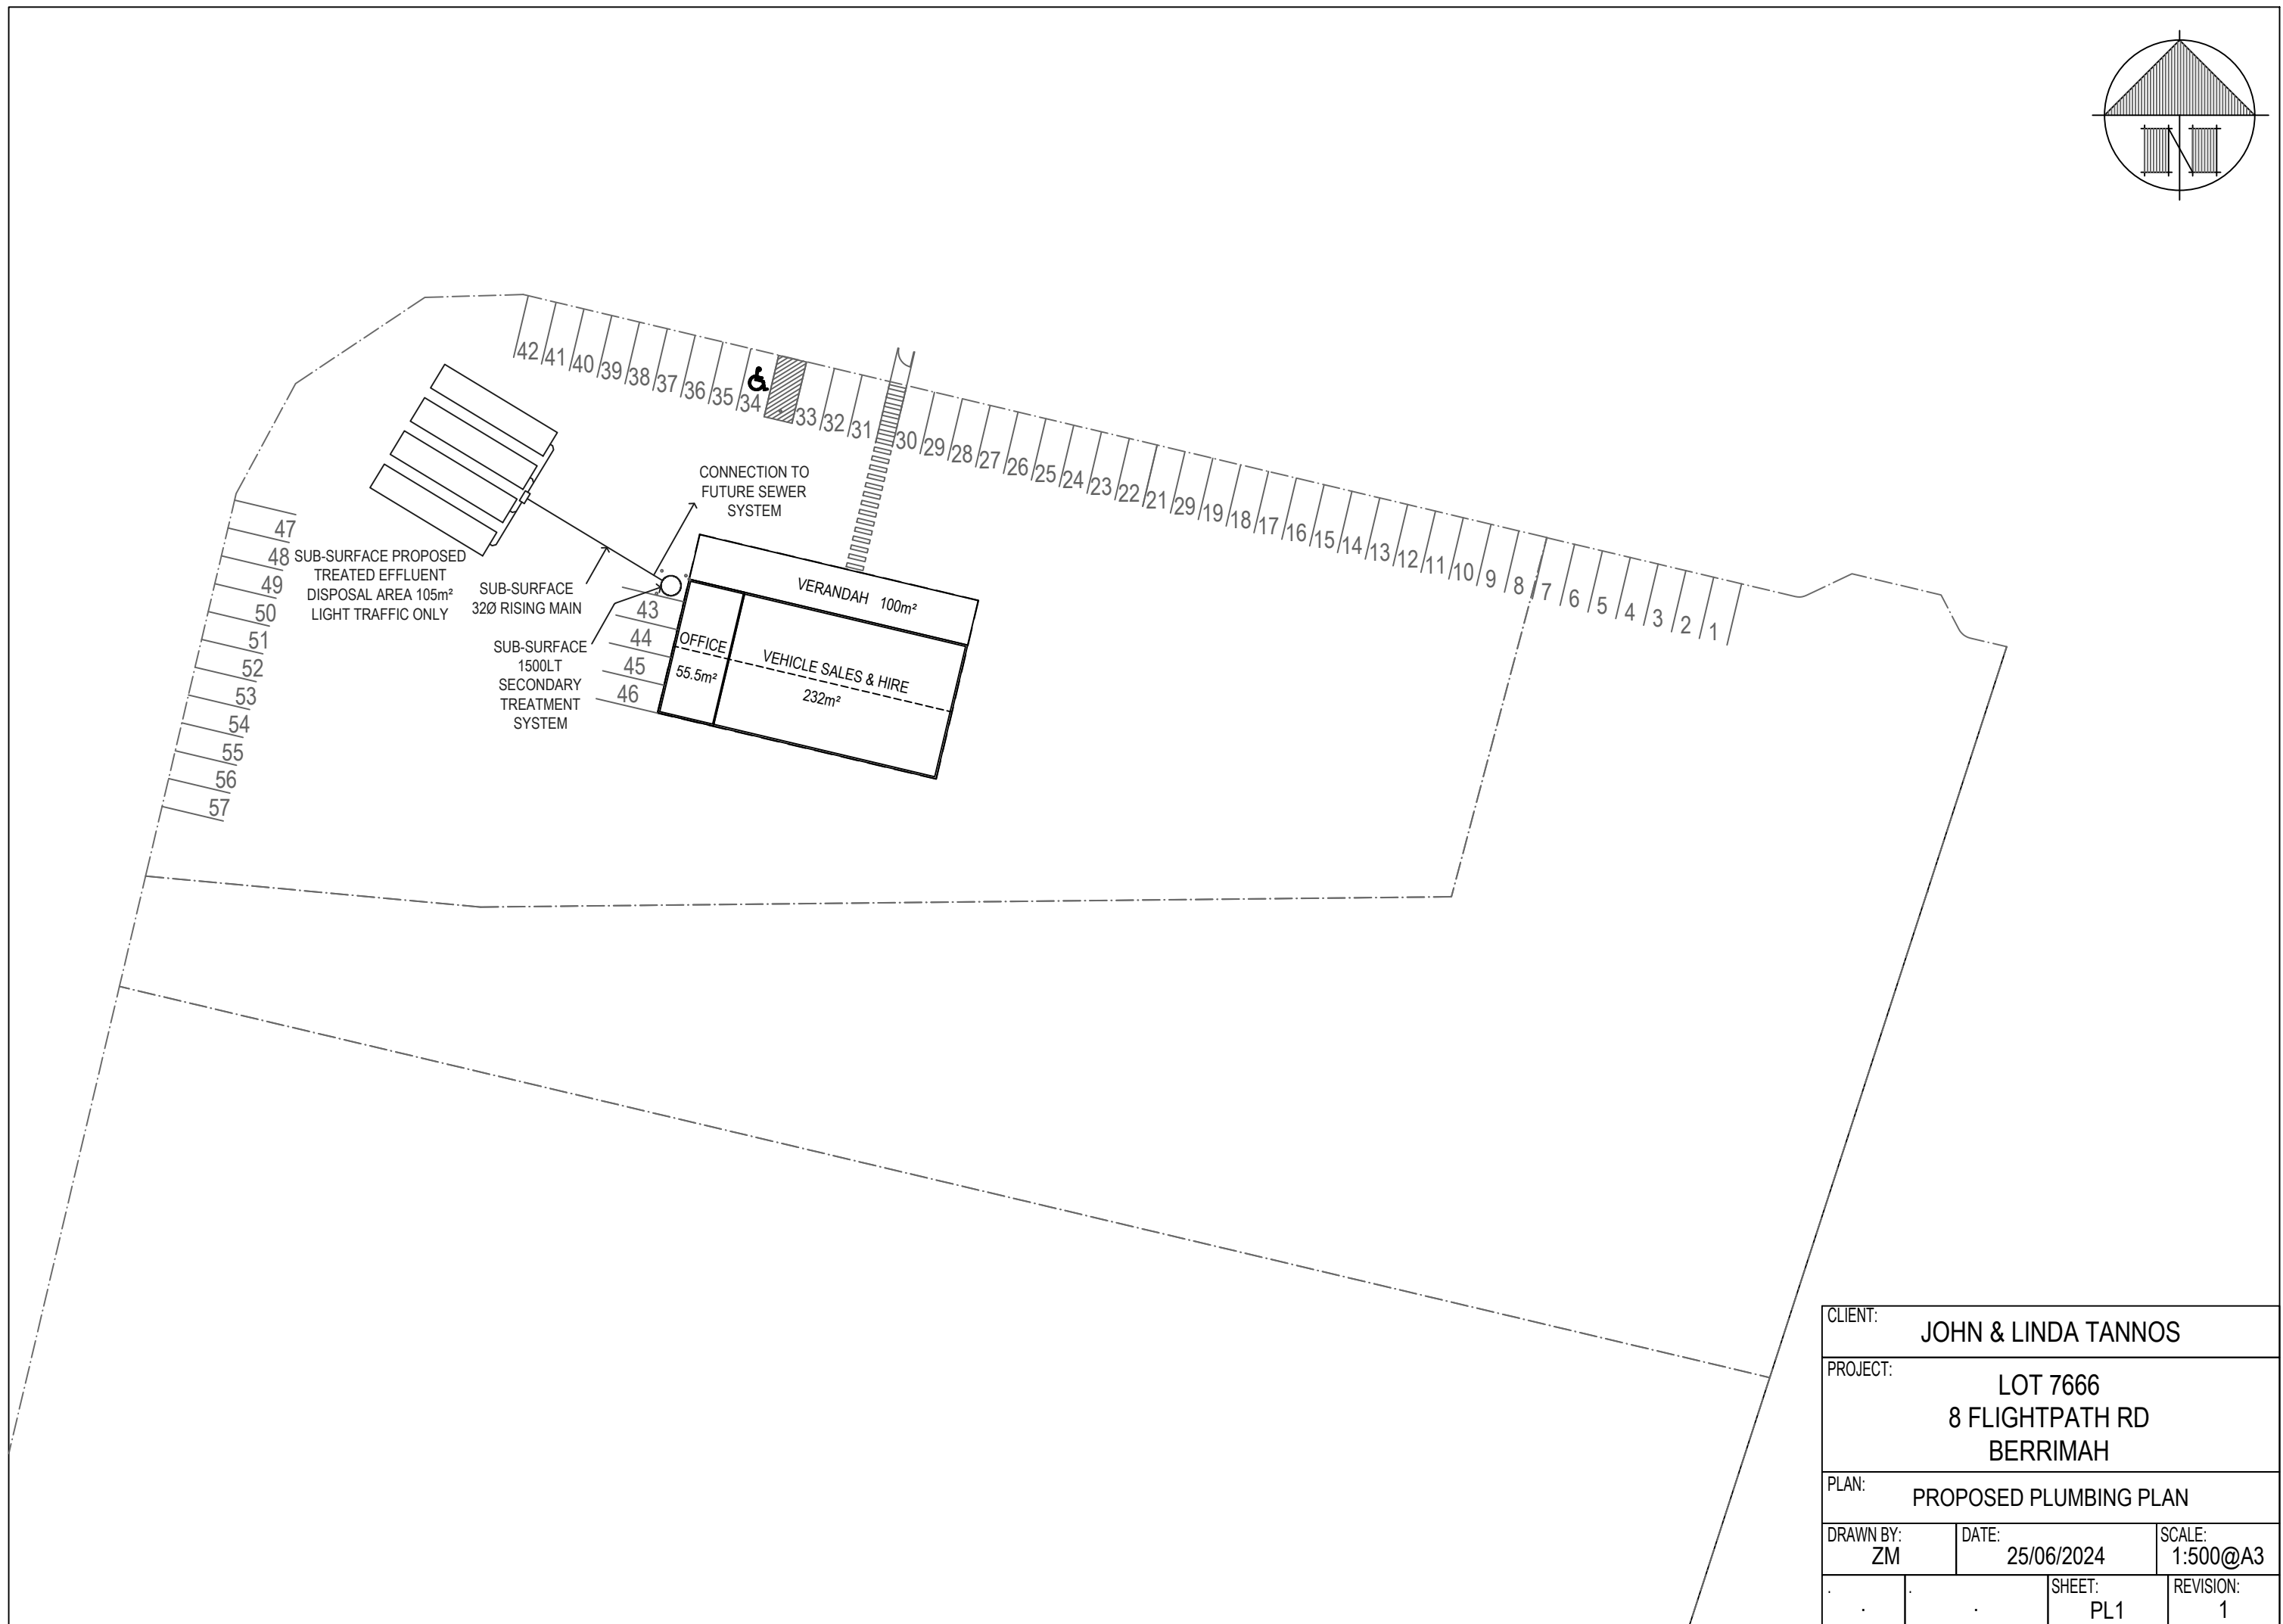 N
42 41 40 39 38 37 36 35 34 33 32 31 30 29 28 27 26 25 24 23 22 21 29 19 18 17 16 15 14 13 12 11 10 9 8 7 6 5 4 3 2 1
CONNECTION TO
FUTURE SEWER
SYSTEM
47
48
49
50
51
52
53
54
55
56
57
SUB-SURFACE PROPOSED
TREATED EFFLUENT
DISPOSAL AREA 105m²
LIGHT TRAFFIC ONLY
SUB-SURFACE
32Ø RISING MAIN
SUB-SURFACE
1500LT
SECONDARY
TREATMENT
SYSTEM
43
44
45
46
VERANDAH 100m²
OFFICE
55.5m²
VEHICLE SALES & HIRE
232m²
CLIENT:
JOHN & LINDA TANNOS
PROJECT:
LOT 7666
8 FLIGHTPATH RD
BERRIMAH
PLAN:
PROPOSED PLUMBING PLAN
DRAWN BY:
ZM
DATE:
25/06/2024
SCALE:
1:500@A3
SHEET:
PL1
REVISION:
1